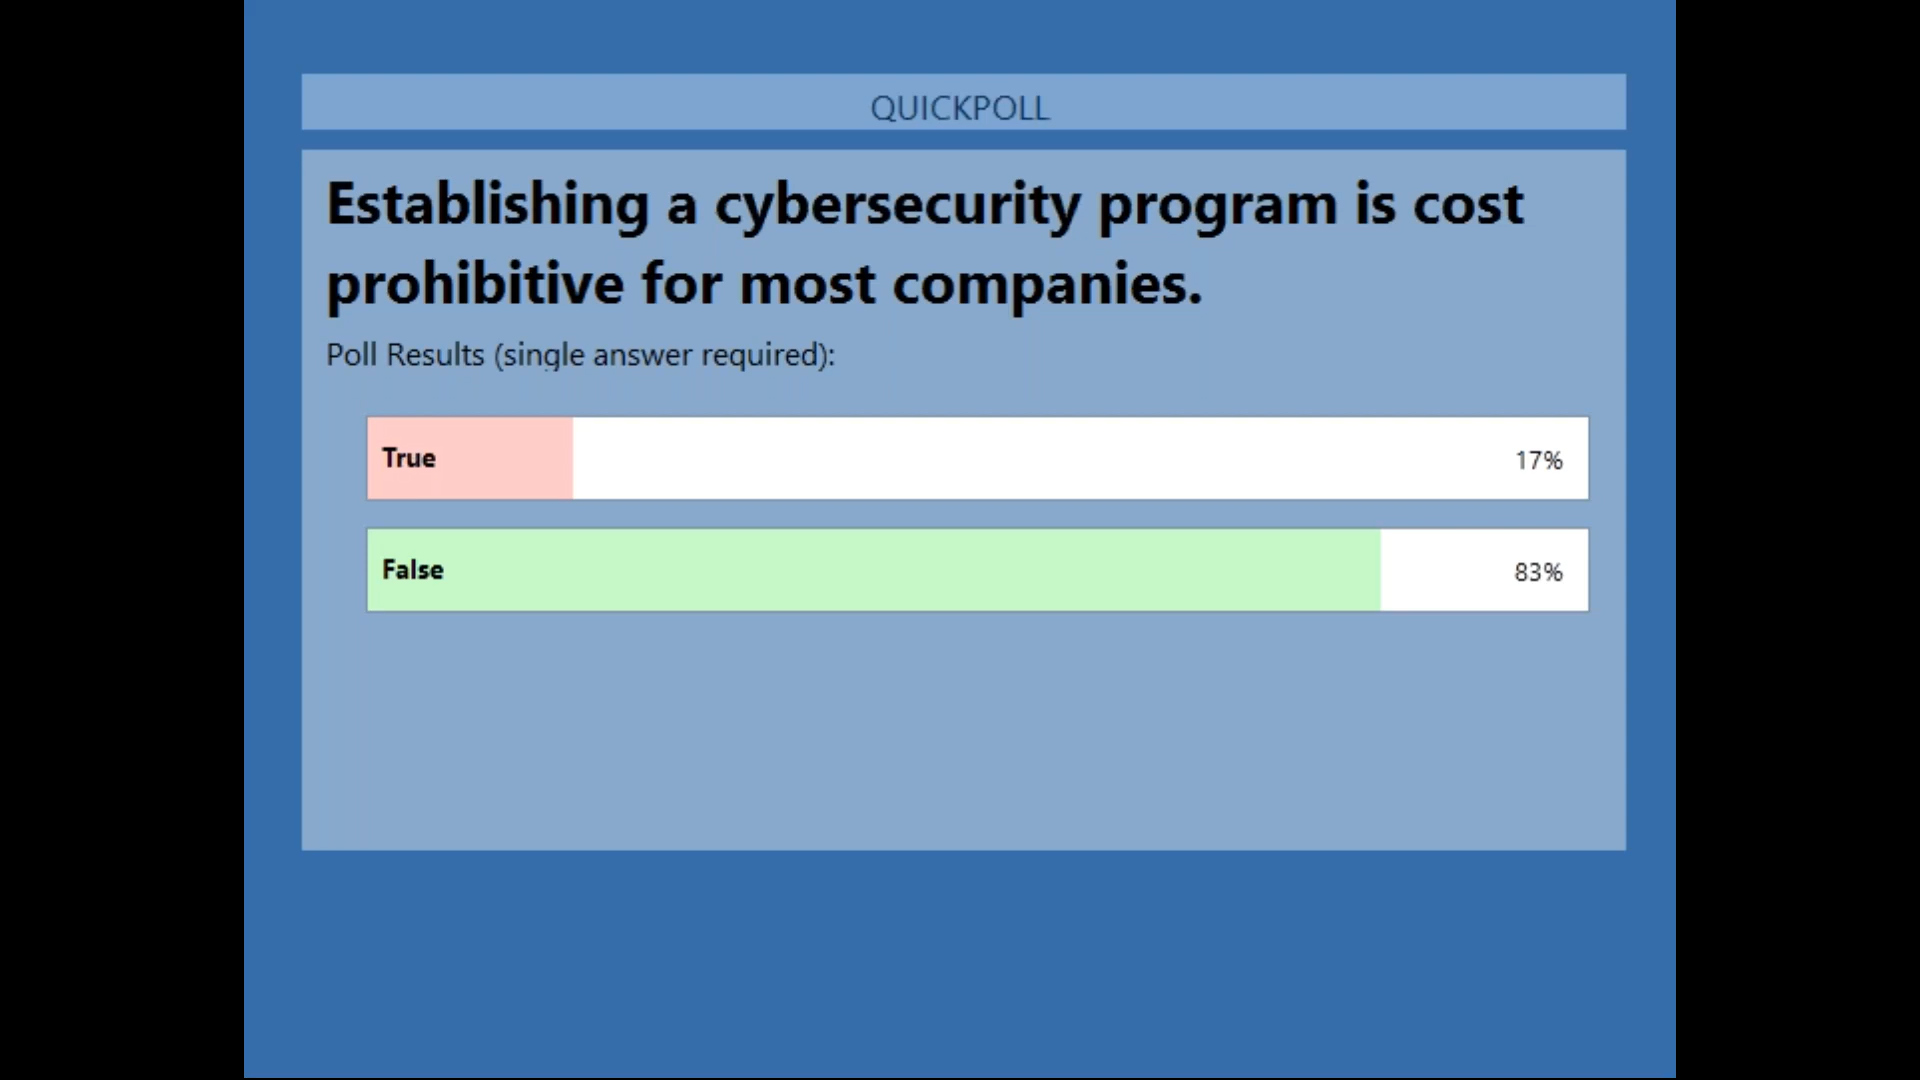 QUICKPOLL
Establishing a cybersecurity program is cost
prohibitive for most companies.
Poll Results (single answer required):
True 17%
False 83%